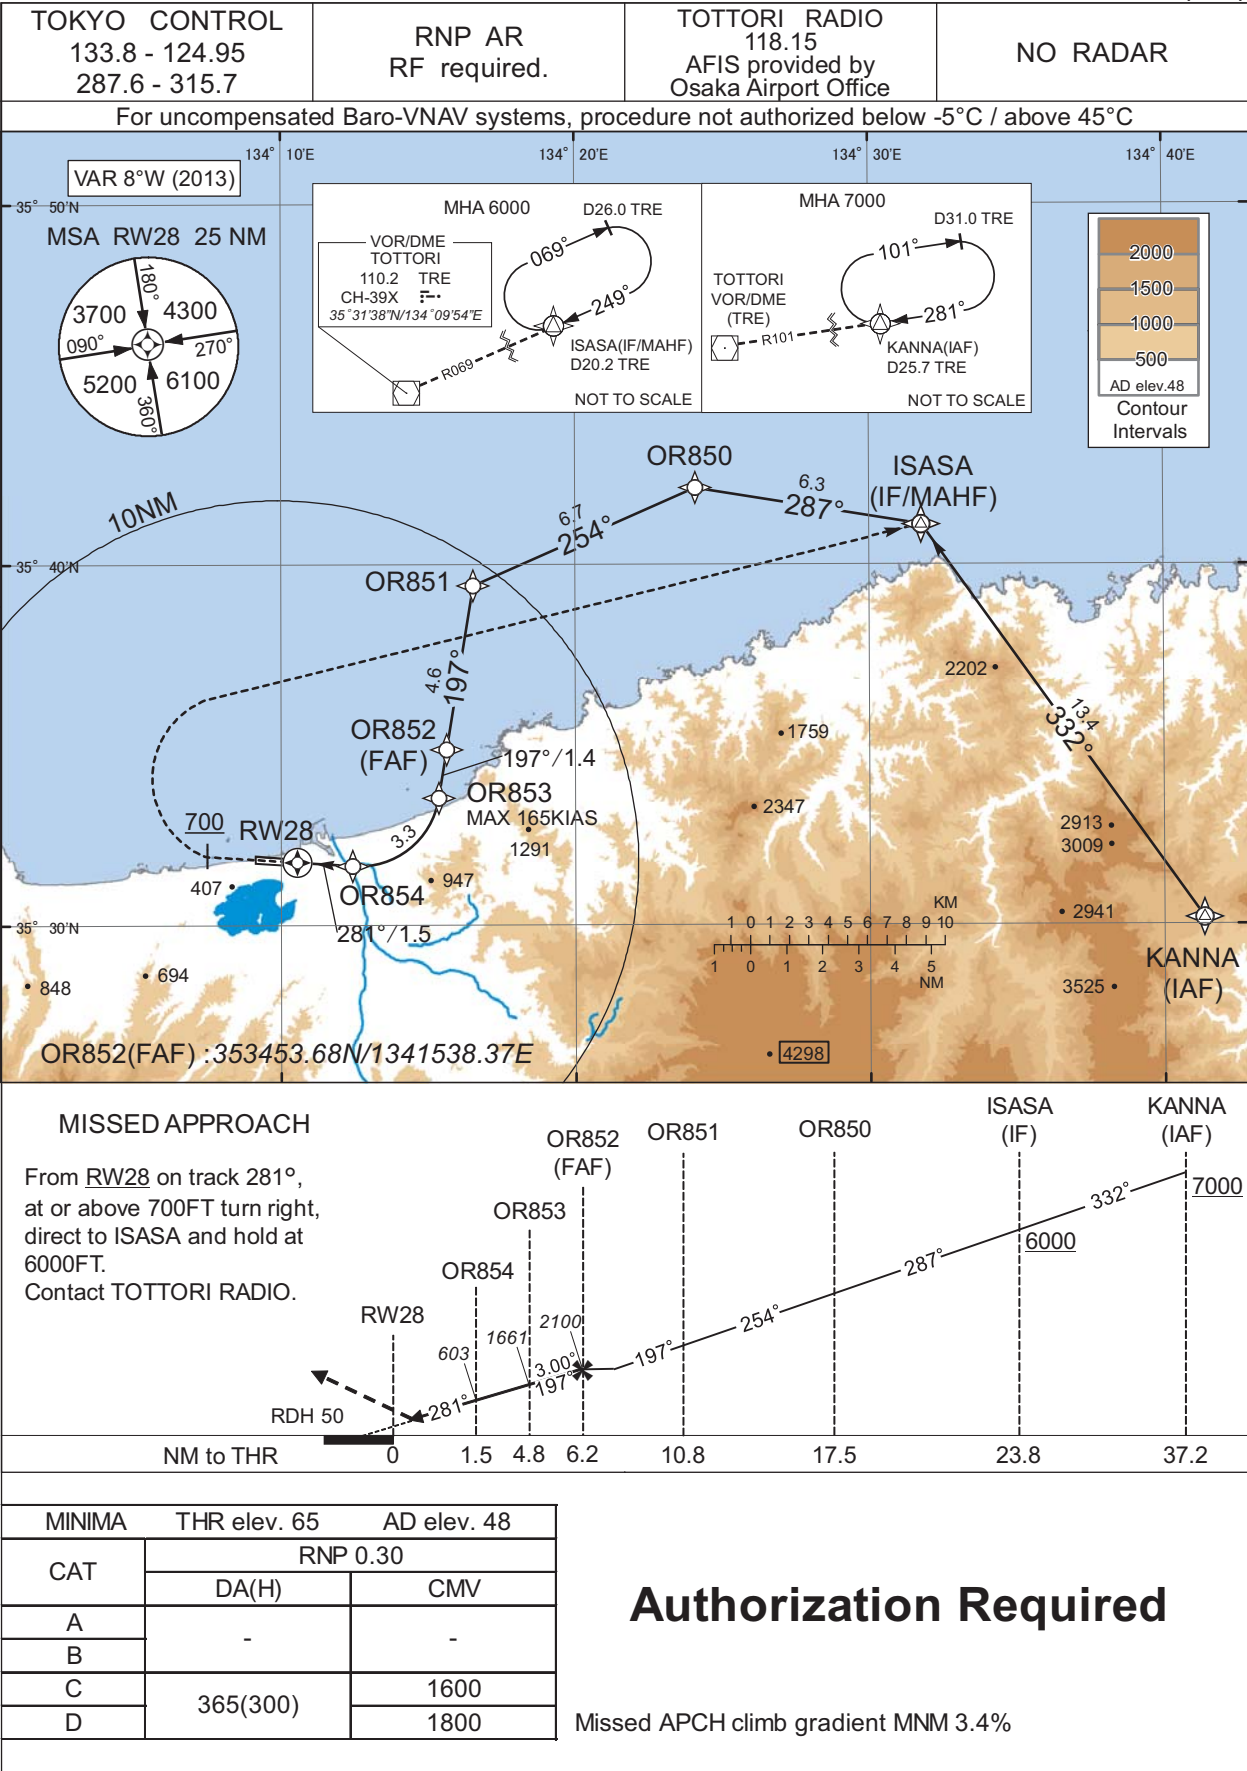 TOKYO CONTROL
133.8 - 124.95
287.6 - 315.7
RNP AR
RF required.
TOTTORI RADIO
118.15
AFIS provided by
Osaka Airport Office
NO RADAR
For uncompensated Baro-VNAV systems, procedure not authorized below -5°C / above 45°C
134° 10'E
134° 20'E
134° 30'E
134° 40'E
VAR 8°W (2013)
35° 50'N
MSA RW28 25 NM
180°
3700
4300
090°
270°
5200
6100
360°
MHA 6000
D26.0 TRE
VOR/DME
TOTTORI
110.2 TRE
CH-39X
35°31'38"N/134°09'54"E
069°
249°
ISASA(IF/MAHF)
D20.2 TRE
R069
NOT TO SCALE
MHA 7000
D31.0 TRE
101°
281°
TOTTORI
VOR/DME
(TRE)
R101
KANNA(IAF)
D25.7 TRE
NOT TO SCALE
2000
1500
1000
500
AD elev.48
Contour
Intervals
10NM
OR850
ISASA
(IF/MAHF)
6.3
287°
6.7
254°
35° 40'N
OR851
4.6
197°
2202
13.4
332°
OR852
(FAF)
197°/1.4
1759
OR853
MAX 165KIAS
2347
1291
2913
3009
700
RW28
3.3
407
OR854
947
281°/1.5
2941
35° 30'N
KM
1 0 1 2 3 4 5 6 7 8 9 10
1 0 1 2 3 4 5
NM
KANNA
(IAF)
694
848
3525
4298
OR852(FAF) :353453.68N/1341538.37E
MISSED APPROACH
From RW28 on track 281°,
at or above 700FT turn right,
direct to ISASA and hold at
6000FT.
Contact TOTTORI RADIO.
ISASA
(IF)
KANNA
(IAF)
OR852
(FAF)
OR851
OR850
OR853
OR854
RW28
7000
332°
6000
287°
254°
197°
2100
1661
603
3.00°
197°
281°
RDH 50
NM to THR
0 1.5 4.8 6.2 10.8 17.5 23.8 37.2
MINIMA THR elev. 65 AD elev. 48
CAT
RNP 0.30
DA(H) CMV
A
B
- -
C
D
365(300)
1600
1800
Authorization Required
Missed APCH climb gradient MNM 3.4%